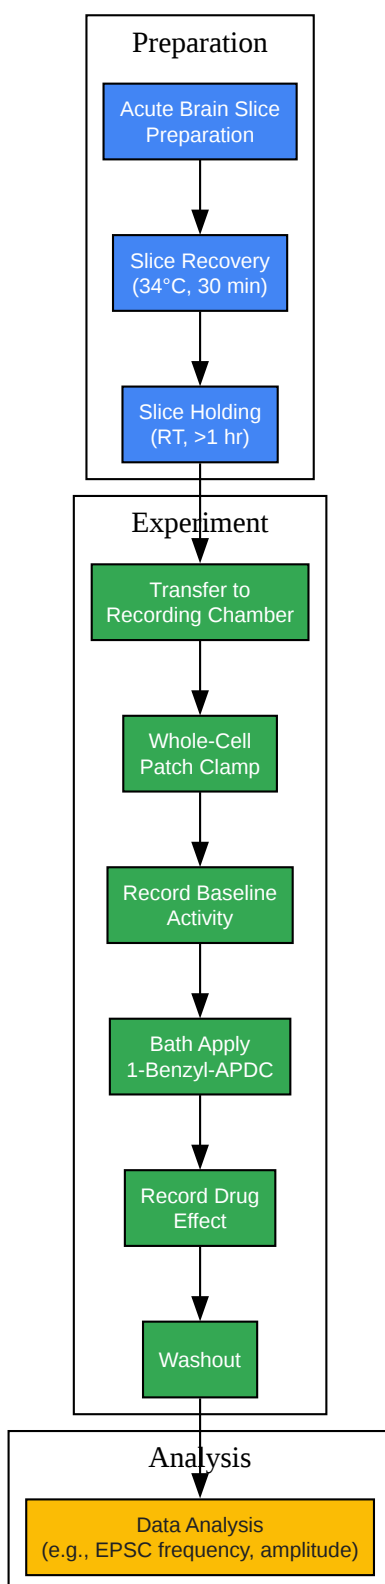 Preparation
Acute Brain Slice
Preparation
Slice Recovery
(34°C, 30 min)
Slice Holding
(RT, >1 hr)
Experiment
Transfer to
Recording Chamber
Whole-Cell
Patch Clamp
Record Baseline
Activity
Bath Apply
1-Benzyl-APDC
Record Drug
Effect
Washout
Analysis
Data Analysis
(e.g., EPSC frequency, amplitude)